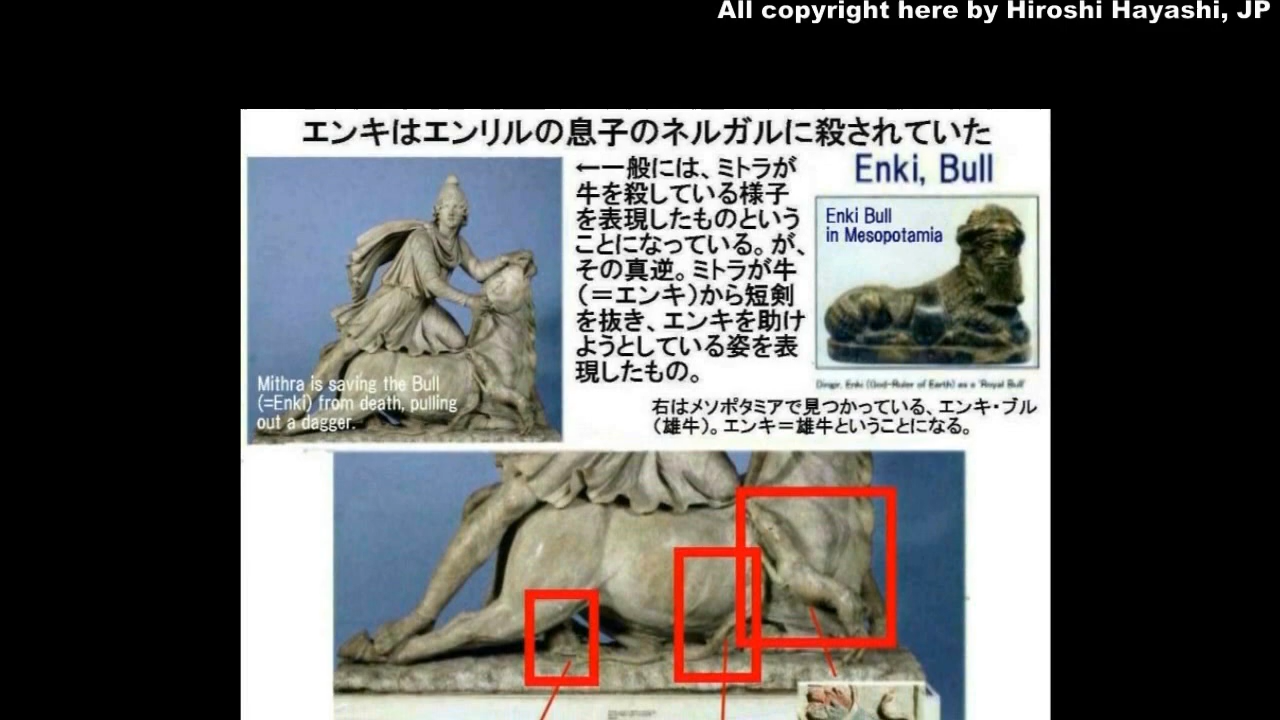 All copyright here by Hiroshi Hayashi, JP
エンキはエンリルの息子のネルガルに殺されていた
←一般には、ミトラが
牛を殺している様子
を表現したものという
ことになっている。が、
その真逆。ミトラが牛
（＝エンキ）から短剣
を抜き、エンキを助け
ようとしている姿を表
現したもの。
Enki, Bull
Enki Bull
in Mesopotamia
Dingir, Enki (God-Ruler of Earth) as a 'Royal Bull'
Mithra is saving the Bull
(=Enki) from death, pulling
out a dagger.
右はメソポタミアで見つかっている、エンキ・ブル
（雄牛）。エンキ＝雄牛ということになる。